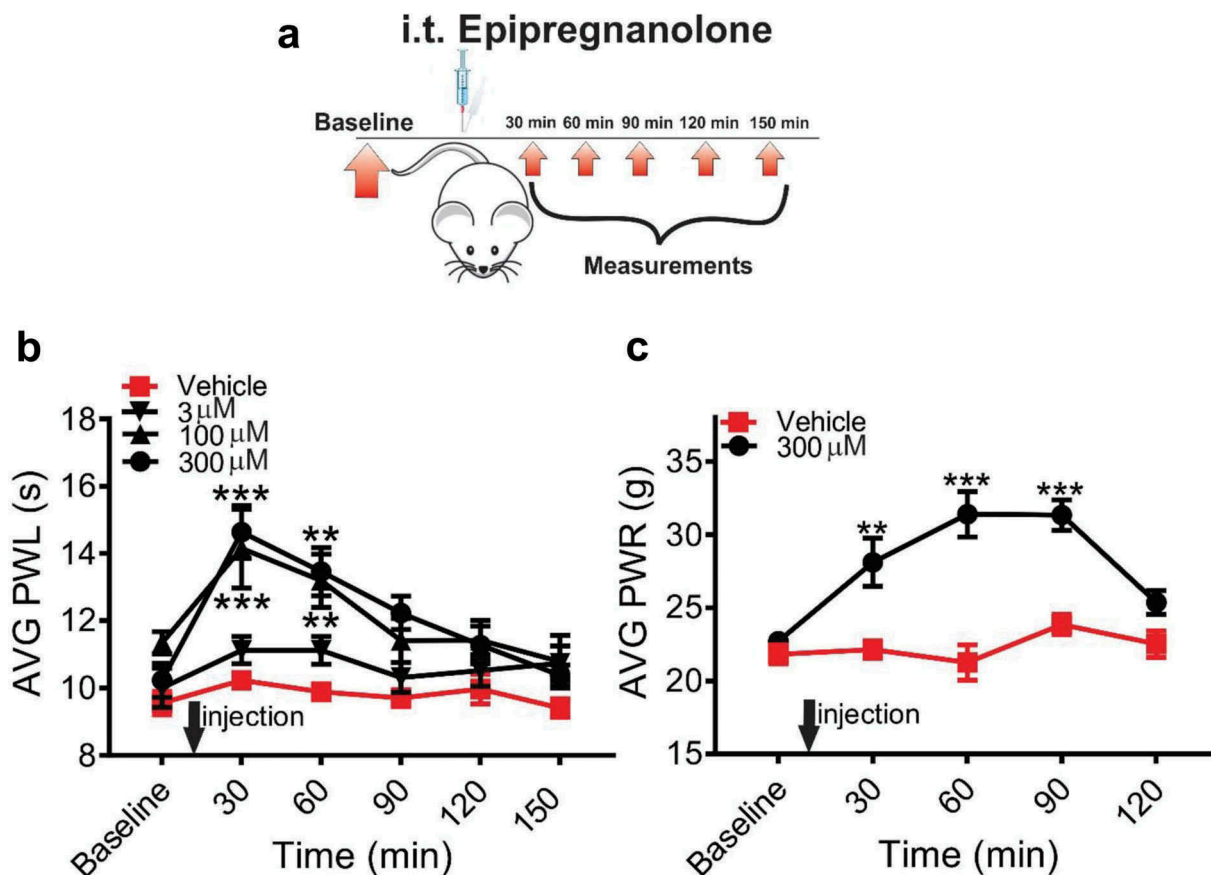 a
i.t. Epipregnanolone
Baseline
30 min 60 min 90 min 120 min 150 min
Measurements
b
Vehicle
3 μM
100 μM
300 μM
AVG PWL (s)
18
16
14
12
10
8
***
**
***
**
injection
Baseline
30
60
90
120
150
Time (min)
c
Vehicle
300 μM
AVG PWR (g)
35
30
25
20
15
**
***
***
injection
Baseline
30
60
90
120
Time (min)